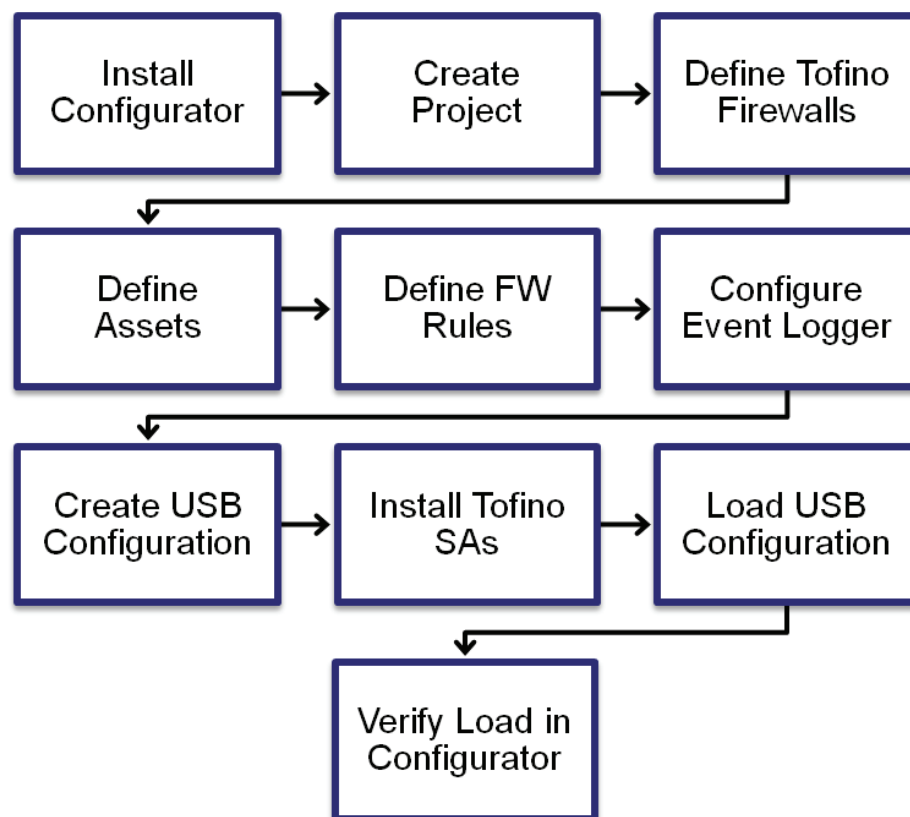 Install
Configurator
Create
Project
Define Tofino
Firewalls
Define
Assets
Define FW
Rules
Configure
Event Logger
Create USB
Configuration
Install Tofino
SAs
Load USB
Configuration
Verify Load in
Configurator